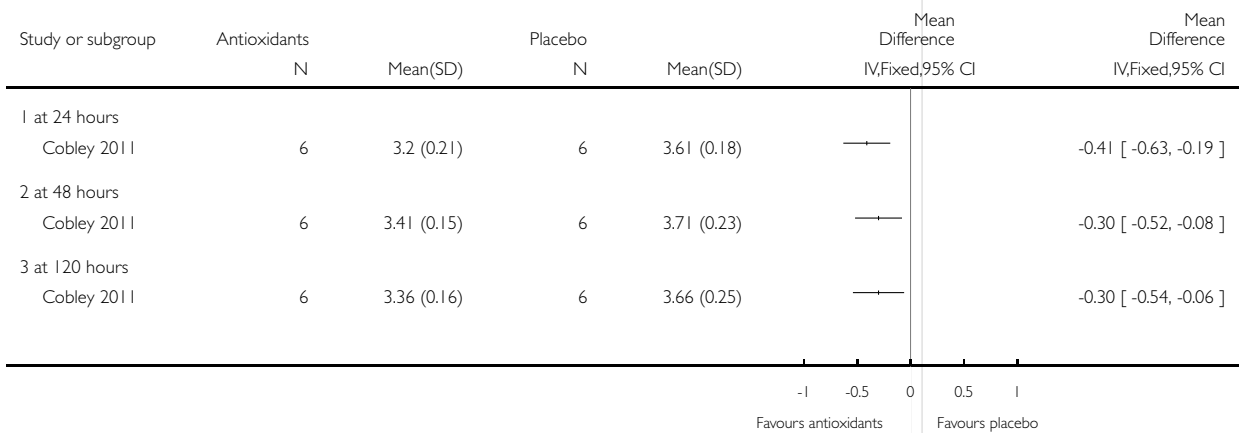 Mean Mean
Study or subgroup Antioxidants Placebo Difference Difference
N Mean(SD) N Mean(SD) IV,Fixed,95% CI IV,Fixed,95% CI
1 at 24 hours
Cobley 2011 6 3.2 (0.21) 6 3.61 (0.18) -0.41 [ -0.63, -0.19 ]
2 at 48 hours
Cobley 2011 6 3.41 (0.15) 6 3.71 (0.23) -0.30 [ -0.52, -0.08 ]
3 at 120 hours
Cobley 2011 6 3.36 (0.16) 6 3.66 (0.25) -0.30 [ -0.54, -0.06 ]
-1 -0.5 0 0.5 1
Favours antioxidants Favours placebo